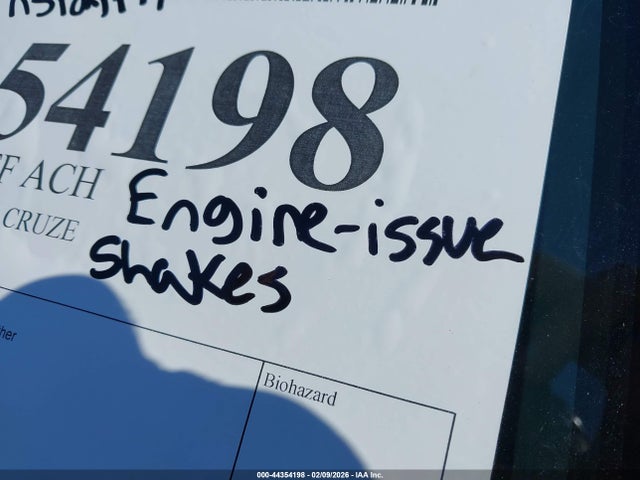 54198
F ACH
CRUZE
Engine-issue
Shakes
her
Biohazard
000-44354198 - 02/09/2026 - IAA Inc.